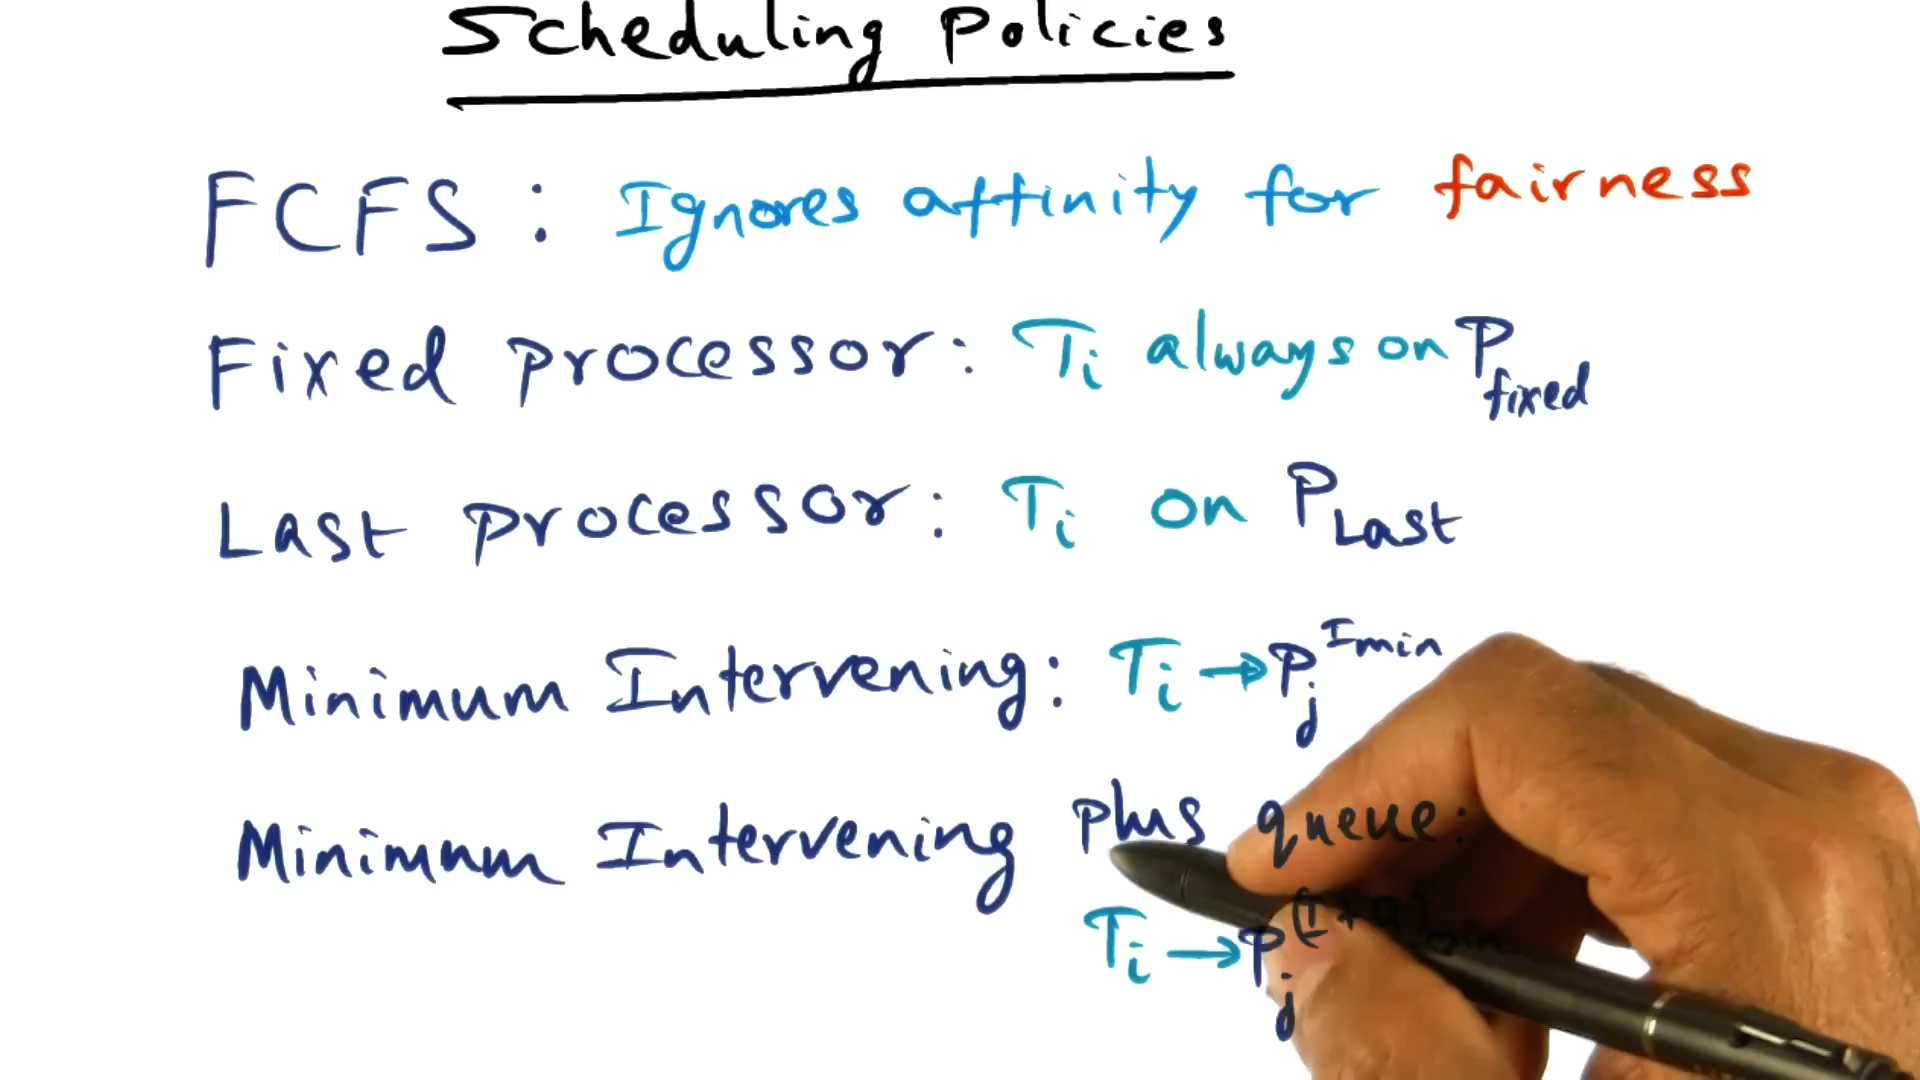 Scheduling Policies
FCFS : Ignores affinity for fairness
Fixed processor : Ti always on Pfixed
Last processor : Ti on PLast
Minimum Intervening : Ti → Pj Imin
Minimum Intervening plus queue :
Ti → Pj (I+Q)min